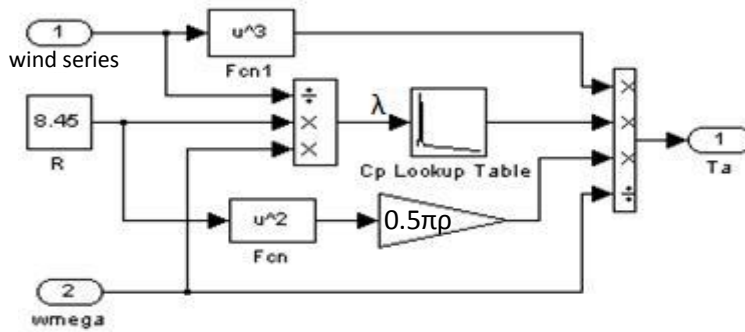 1
wind series
u^3
Fcn1
8.45
R
÷
×
×
λ
Cp Lookup Table
×
×
×
÷
1
Ta
u^2
Fcn
0.5πρ
2
wmega